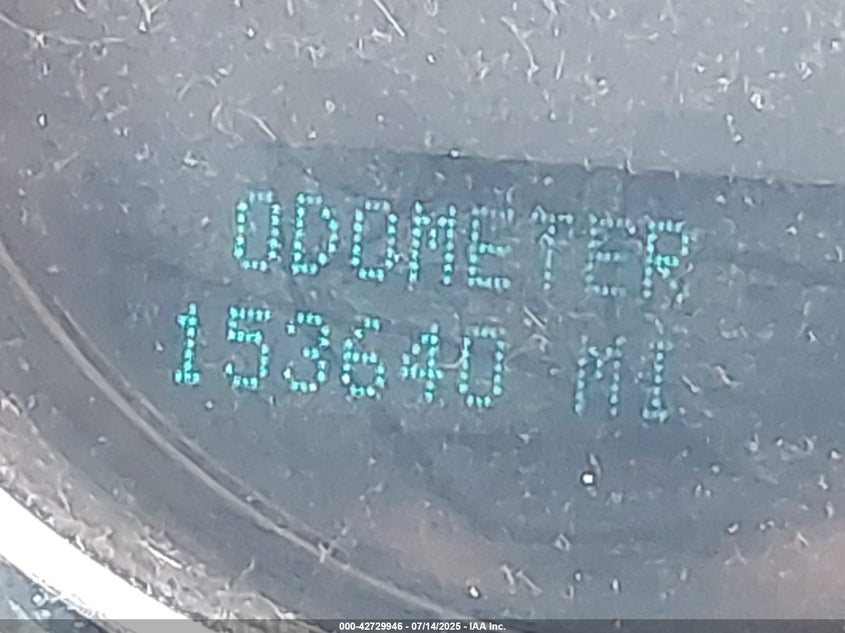 ODOMETER
153640 MI
000-42729946 - 07/14/2025 - IAA Inc.